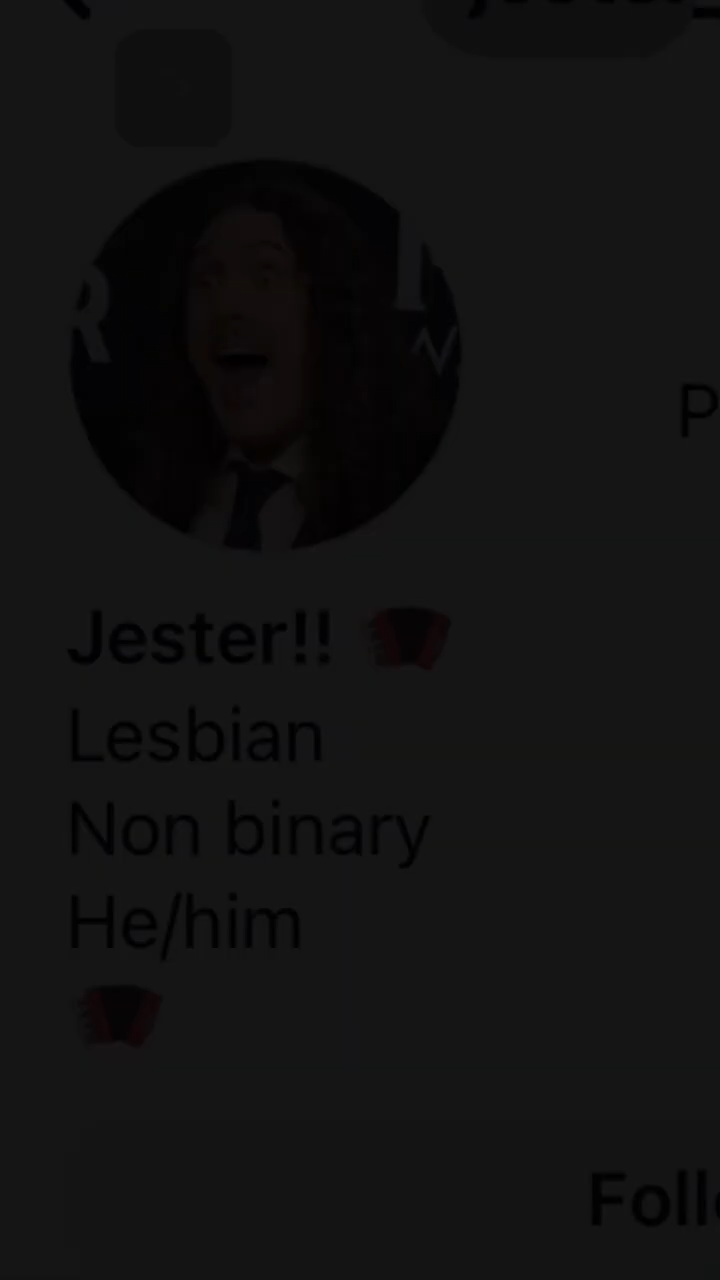 R
P
Jester!! 🪗
Lesbian
Non binary
He/him
🪗
Foll